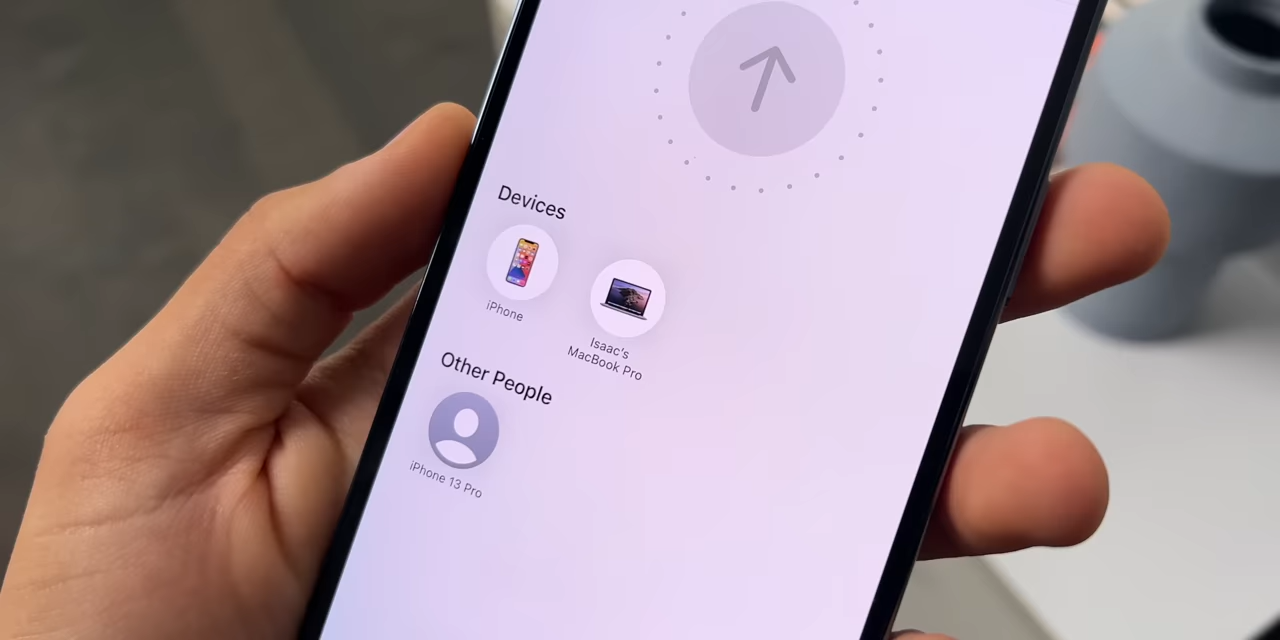 Devices
iPhone
Isaac's
MacBook Pro
Other People
iPhone 13 Pro